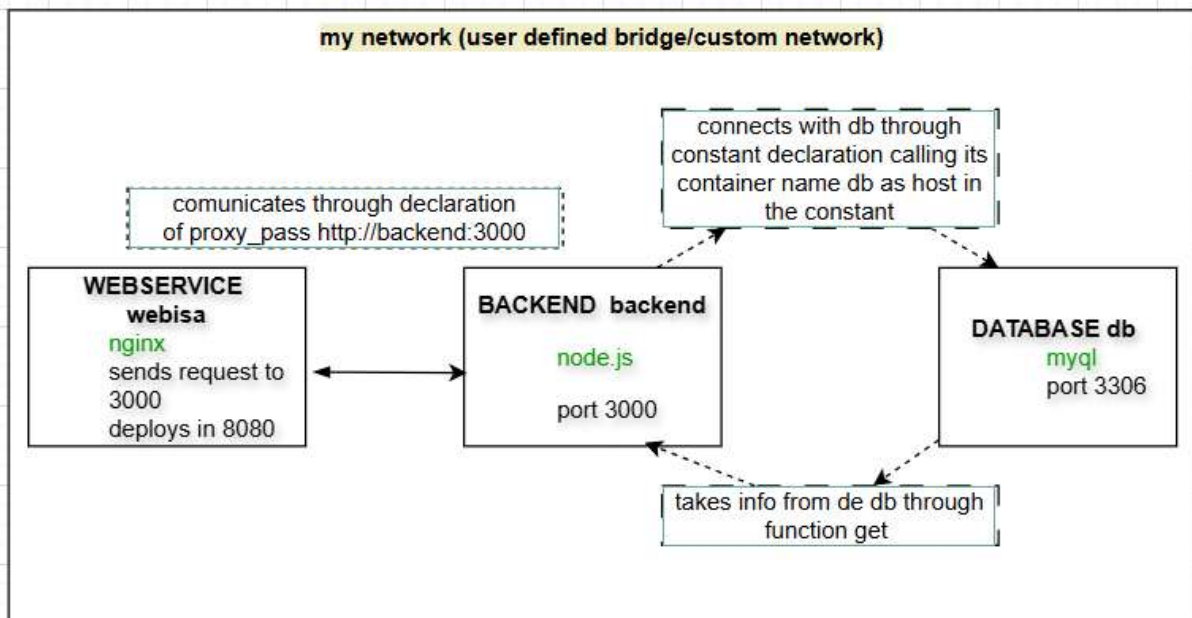 my network (user defined bridge/custom network)
connects with db through
constant declaration calling its
container name db as host in
the constant
comunicates through declaration
of proxy_pass http://backend:3000
WEBSERVICE
webisa
nginx
sends request to
3000
deploys in 8080
BACKEND  backend
node.js
port 3000
DATABASE db
myql
port 3306
takes info from de db through
function get